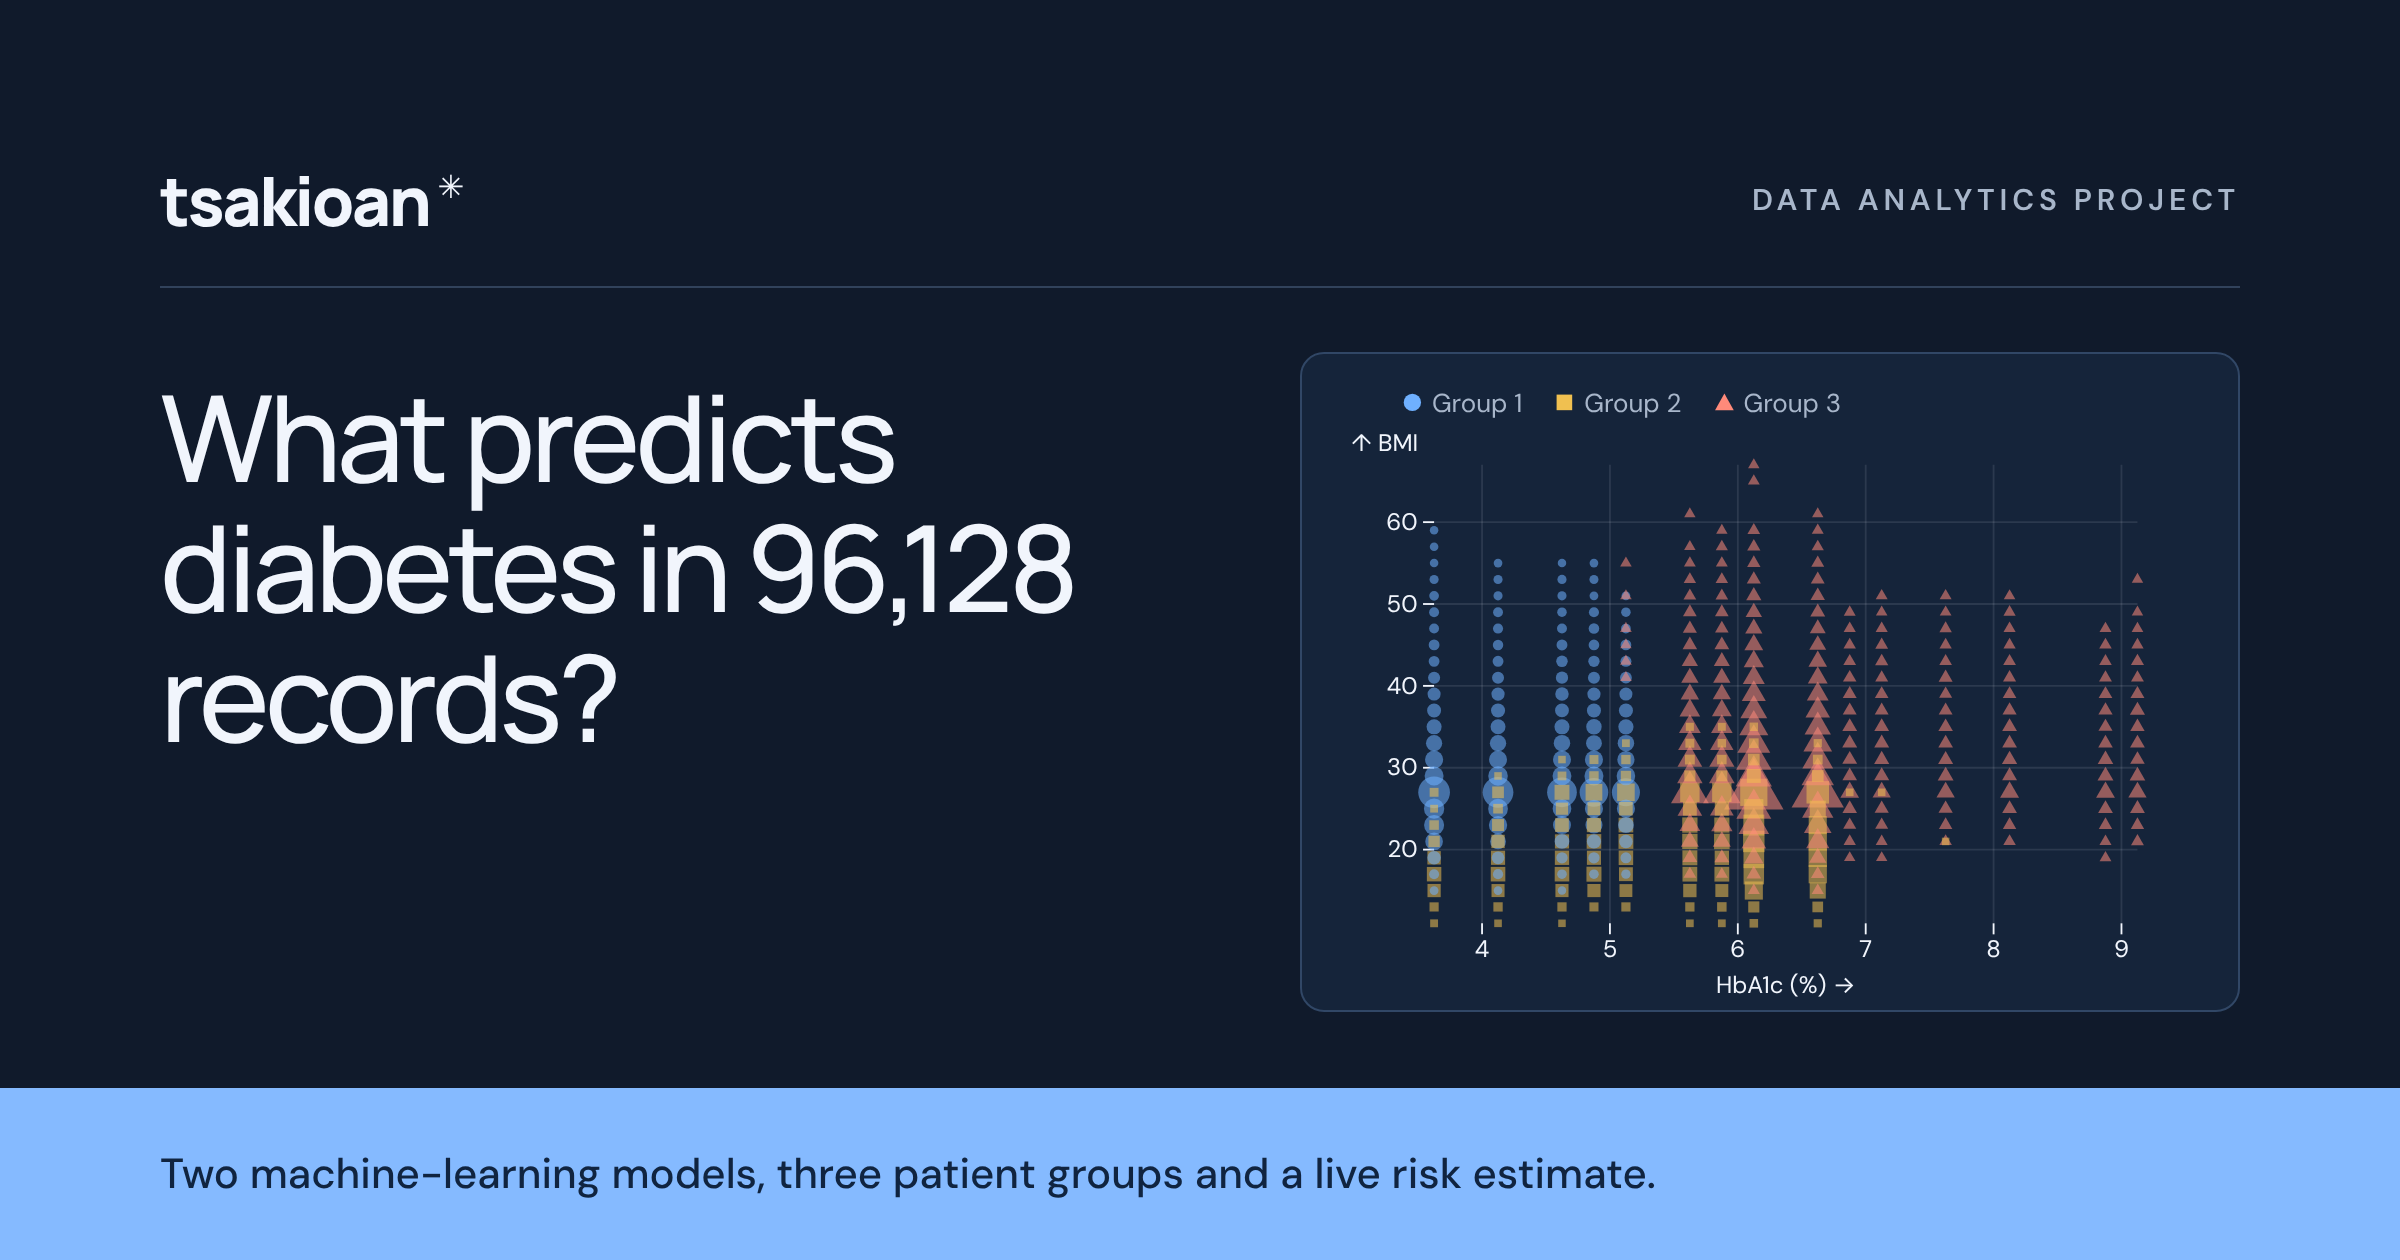 tsakioan*
DATA ANALYTICS PROJECT
What predicts
diabetes in 96,128
records?
Group 1 Group 2 Group 3
↑ BMI
60
50
40
30
20
4 5 6 7 8 9
HbA1c (%) →
Two machine-learning models, three patient groups and a live risk estimate.